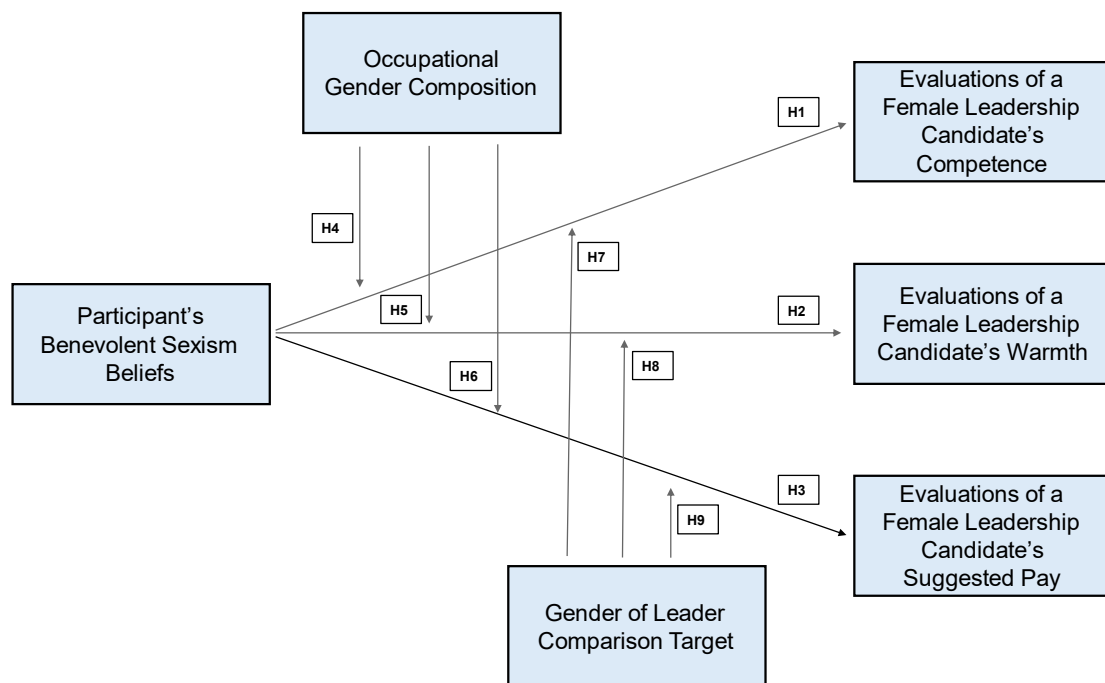 Occupational
Gender Composition
Evaluations of a
Female Leadership
Candidate’s
Competence
H1
H4
H7
Participant’s
Benevolent Sexism
Beliefs
H5
H2
Evaluations of a
Female Leadership
Candidate’s Warmth
H6
H8
H3
Evaluations of a
Female Leadership
Candidate’s
Suggested Pay
H9
Gender of Leader
Comparison Target